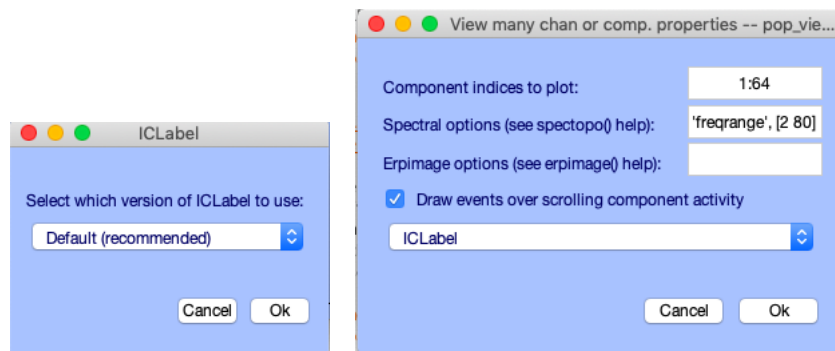 ICLabel
Select which version of ICLabel to use:
Default (recommended)
Cancel Ok
View many chan or comp. properties -- pop_vie...
Component indices to plot: 1:64
Spectral options (see spectopo() help): 'freqrange', [2 80]
Erpimage options (see erpimage() help):
Draw events over scrolling component activity
ICLabel
Cancel Ok